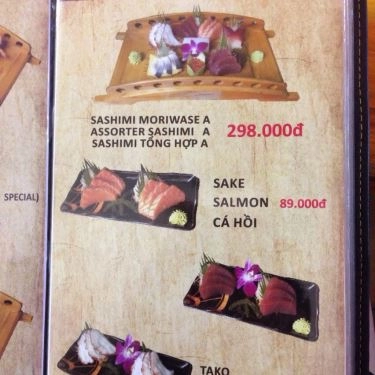 SASHIMI MORIWASE A
ASSORTER SASHIMI A
SASHIMI TỔNG HỢP A
298.000đ
SPECIAL)
SAKE
SALMON 89.000đ
CÁ HỒI
TAKO